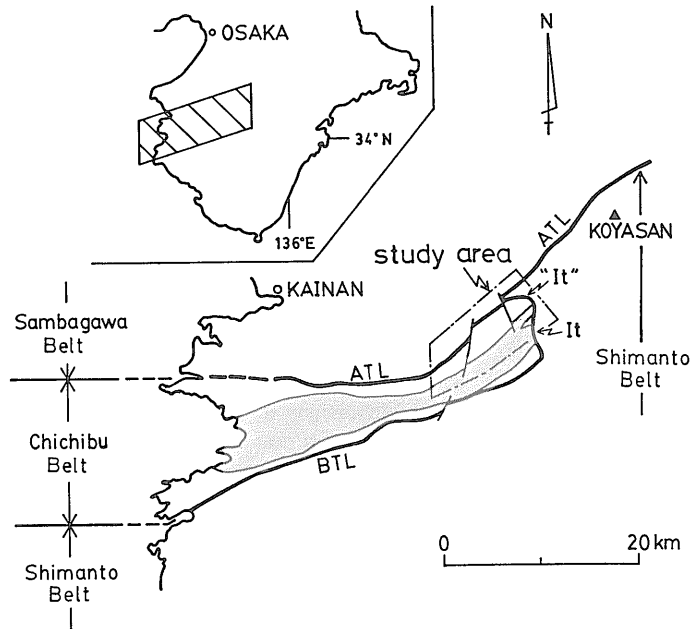 OSAKA
N
34°N
136°E
ATL
KOYASAN
study area
"It"
KAINAN
It
Sambagawa
Belt
ATL
Shimanto
Belt
Chichibu
Belt
BTL
0 20 km
Shimanto
Belt